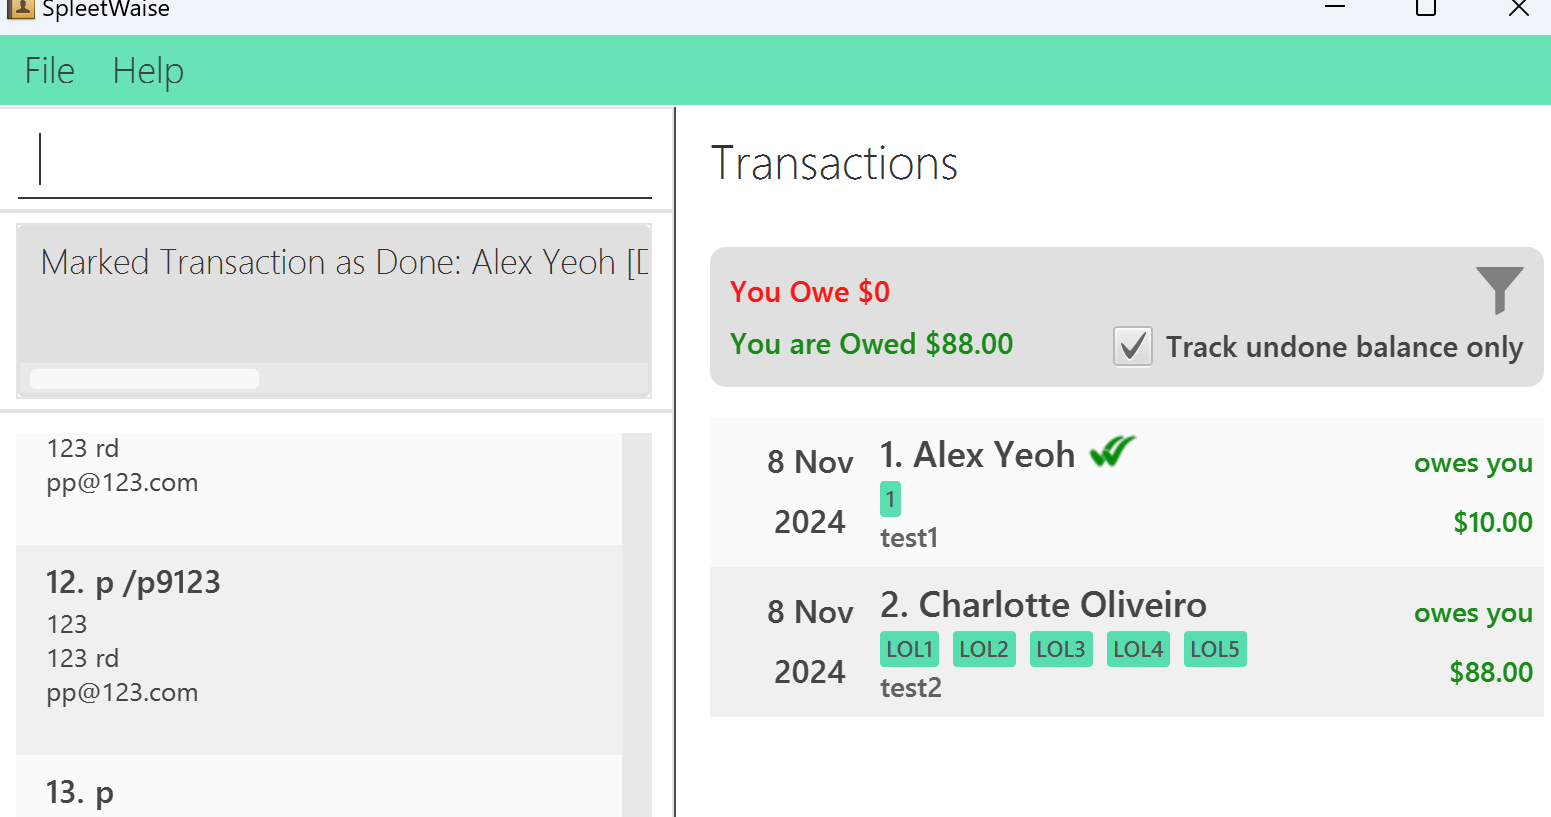 SpleetWaise
File Help
Marked Transaction as Done: Alex Yeoh [D
123 rd
pp@123.com
12. p /p9123
123
123 rd
pp@123.com
13. p
Transactions
You Owe $0
You are Owed $88.00
Track undone balance only
8 Nov 2024
1. Alex Yeoh
1
test1
owes you
$10.00
8 Nov 2024
2. Charlotte Oliveiro
LOL1 LOL2 LOL3 LOL4 LOL5
test2
owes you
$88.00